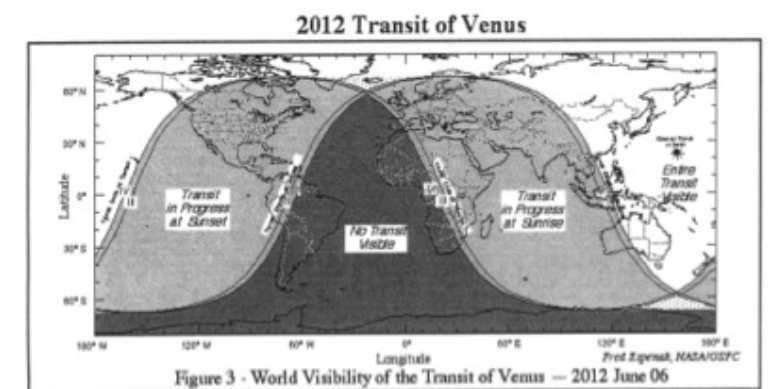 2012 Transit of Venus
60° N
30° N
0°
30° S
60° S
Latitude
Transit
in Progress
at Sunset
No Transit
Visible
Transit
in Progress
at Sunrise
Entire
Transit
Visible
180° W
120° W
60° W
0°
60° E
120° E
180° E
Longitude
Fred Espenak, NASA/GSFC
Figure 3 - World Visibility of the Transit of Venus — 2012 June 06